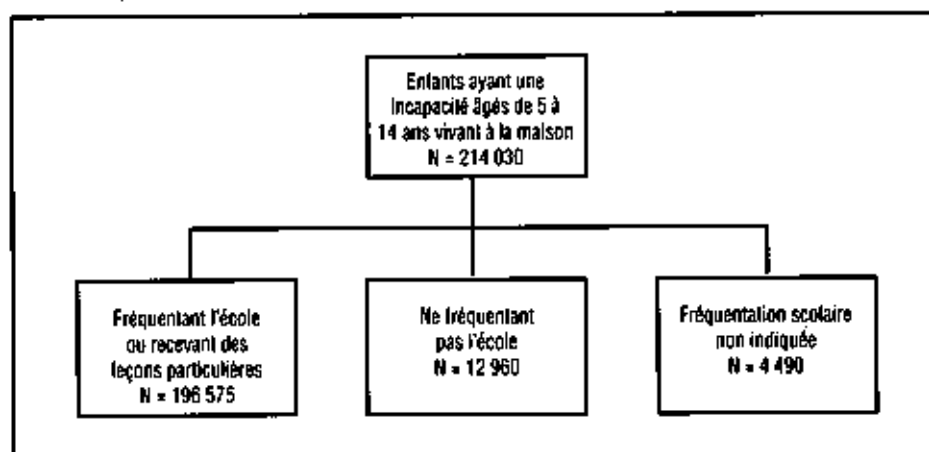 Enfants ayant une
Incapacité âgés de 5 à
14 ans vivant à la maison
N = 214 030
Fréquentant l'école
ou recevant des
leçons particulières
N = 196 575
Ne fréquentant
pas l'école
N = 12 960
Fréquentation scolaire
non indiquée
N = 4 490